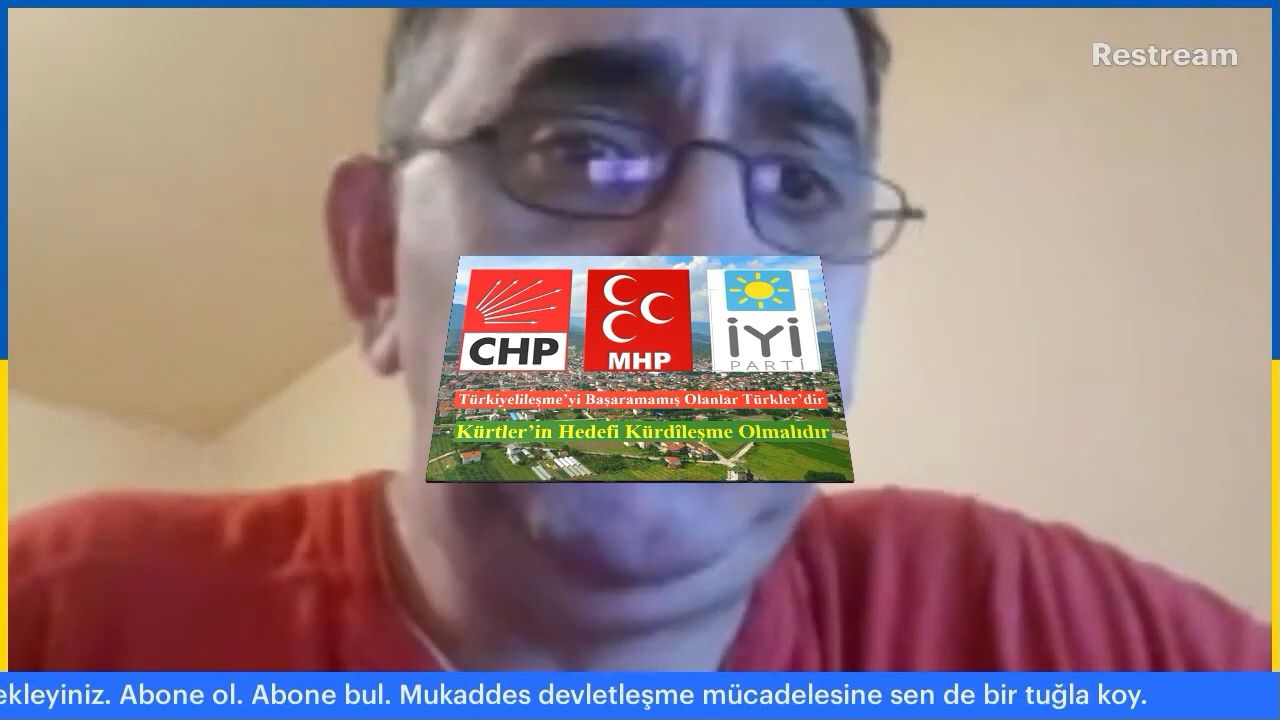 Restream
CHP
MHP
İYİ
PARTİ
Türkiyelileşme’yi Başaramamış Olanlar Türkler’dir
Kürtler’in Hedefi Kürdîleşme Olmalıdır
ekleyiniz. Abone ol. Abone bul. Mukaddes devletleşme mücadelesine sen de bir tuğla koy.